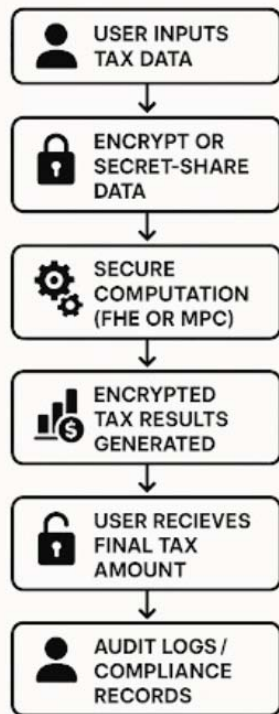 USER INPUTS
TAX DATA
ENCRYPT OR
SECRET-SHARE
DATA
SECURE
COMPUTATION
(FHE OR MPC)
$
ENCRYPTED
TAX RESULTS
GENERATED
USER RECIEVES
FINAL TAX
AMOUNT
AUDIT LOGS /
COMPLIANCE
RECORDS